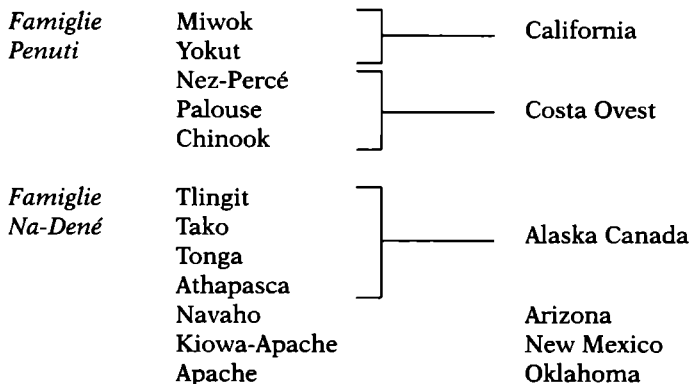 Famiglie Miwok California
Penuti Yokut
Nez-Percé
Palouse Costa Ovest
Chinook
Famiglie Tlingit
Na-Dené Tako Alaska Canada
Tonga
Athapasca
Navaho Arizona
Kiowa-Apache New Mexico
Apache Oklahoma